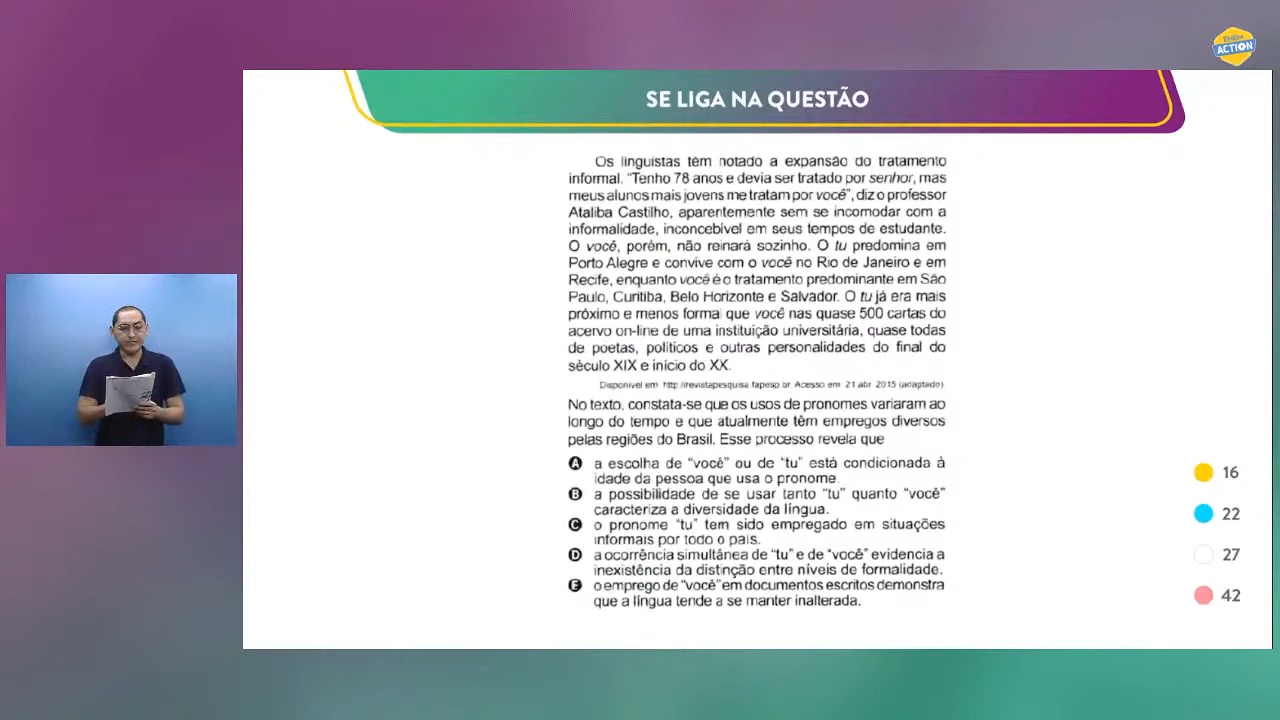 ENEM
ACTION
SE LIGA NA QUESTÃO
Os linguistas têm notado a expansão do tratamento
informal. “Tenho 78 anos e devia ser tratado por senhor, mas
meus alunos mais jovens me tratam por você”, diz o professor
Ataliba Castilho, aparentemente sem se incomodar com a
informalidade, inconcebível em seus tempos de estudante.
O você, porém, não reinará sozinho. O tu predomina em
Porto Alegre e convive com o você no Rio de Janeiro e em
Recife, enquanto você é o tratamento predominante em São
Paulo, Curitiba, Belo Horizonte e Salvador. O tu já era mais
próximo e menos formal que você nas quase 500 cartas do
acervo on-line de uma instituição universitária, quase todas
de poetas, políticos e outras personalidades do final do
século XIX e início do XX.
Disponível em: http://revistapesquisa.fapesp.br. Acesso em: 21 abr. 2015 (adaptado).
No texto, constata-se que os usos de pronomes variaram ao
longo do tempo e que atualmente têm empregos diversos
pelas regiões do Brasil. Esse processo revela que
A a escolha de “você” ou de “tu” está condicionada à
idade da pessoa que usa o pronome.
B a possibilidade de se usar tanto “tu” quanto “você”
caracteriza a diversidade da língua.
C o pronome “tu” tem sido empregado em situações
informais por todo o país.
D a ocorrência simultânea de “tu” e de “você” evidencia a
inexistência da distinção entre níveis de formalidade.
E o emprego de “você” em documentos escritos demonstra
que a língua tende a se manter inalterada.
16
22
27
42